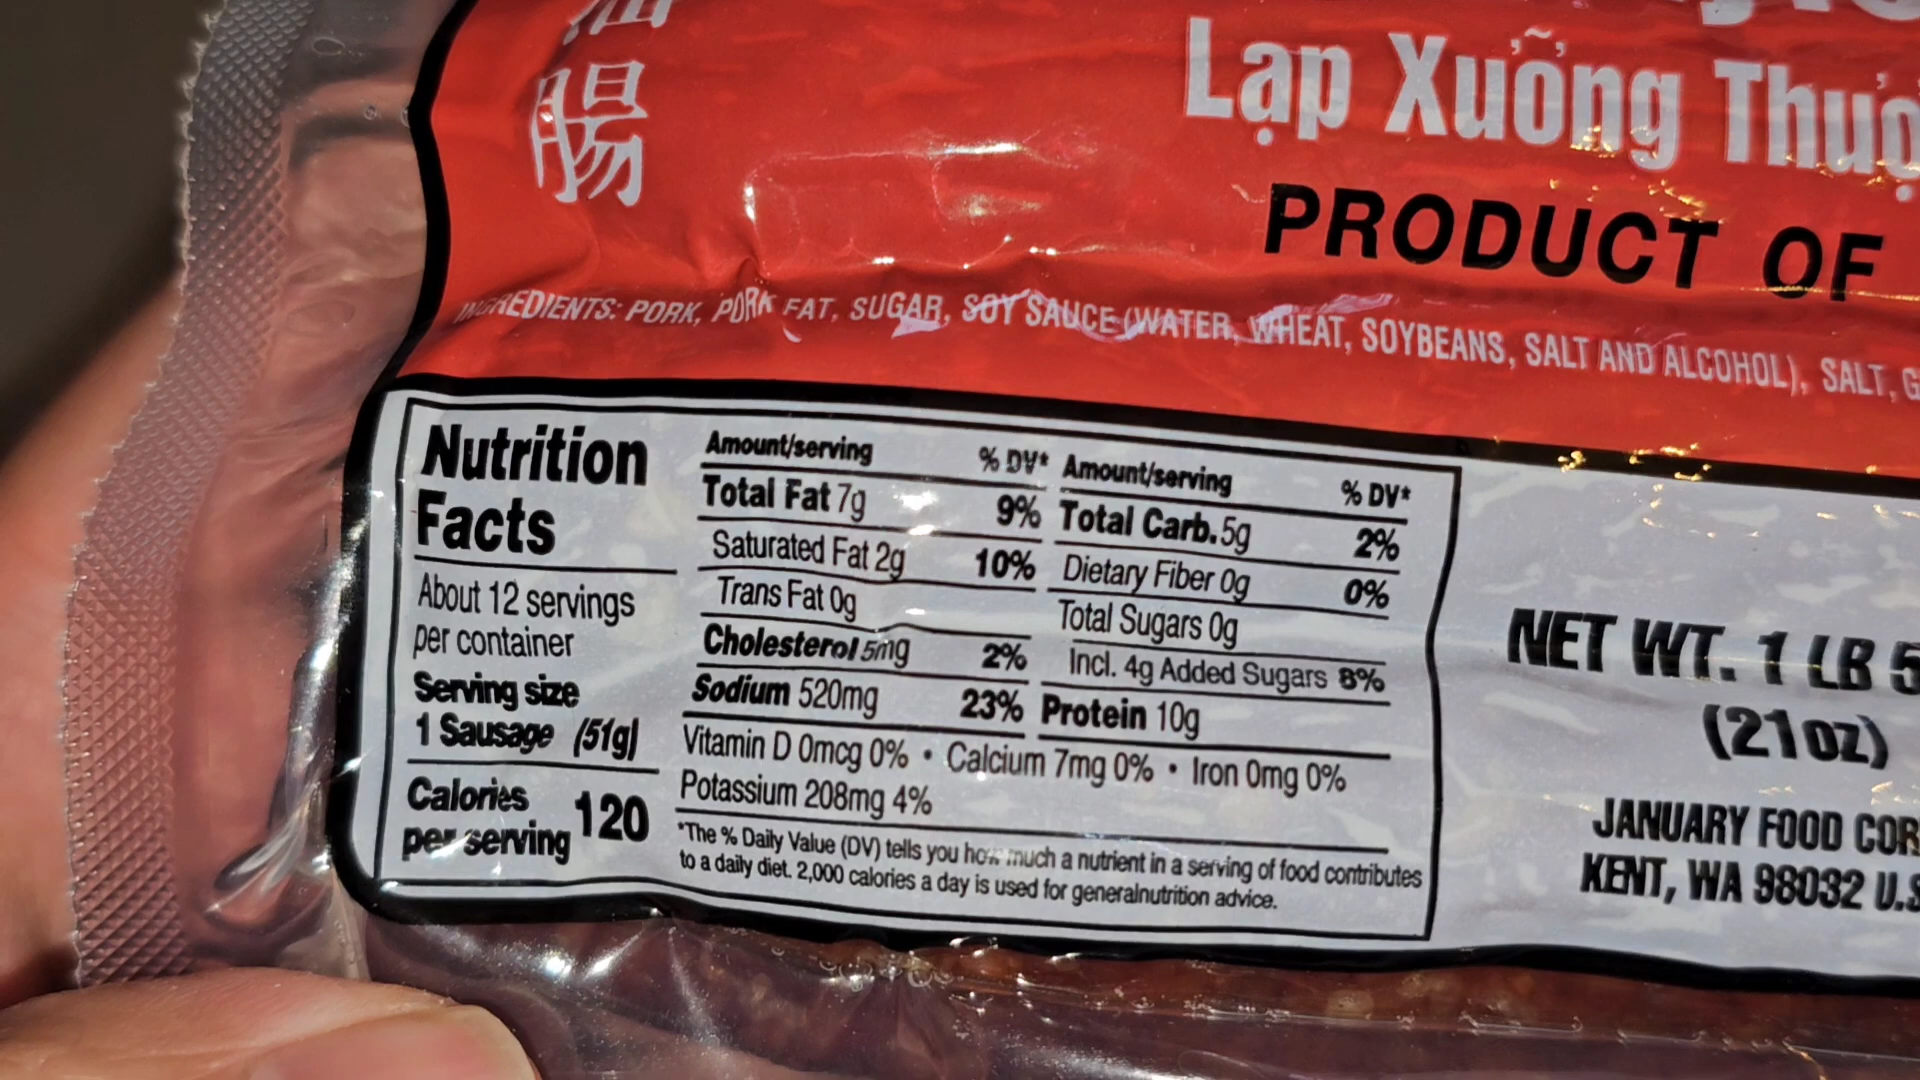 腸
Lạp Xưởng
PRODUCT OF
INGREDIENTS: PORK, PORK FAT, SUGAR, SOY SAUCE (WATER, WHEAT, SOYBEANS, SALT AND ALCOHOL), SALT,
Nutrition
Facts
About 12 servings
per container
Serving size
1 Sausage (51g)
Calories
per serving 120
Amount/serving % DV*
Total Fat 7g 9%
Saturated Fat 2g 10%
Trans Fat 0g
Cholesterol 5mg 2%
Sodium 520mg 23%
Amount/serving % DV*
Total Carb. 5g 2%
Dietary Fiber 0g 0%
Total Sugars 0g
Incl. 4g Added Sugars 8%
Protein 10g
Vitamin D 0mcg 0% • Calcium 7mg 0% • Iron 0mg 0%
Potassium 208mg 4%
*The % Daily Value (DV) tells you how much a nutrient in a serving of food contributes
to a daily diet. 2,000 calories a day is used for generalnutrition advice.
NET WT. 1 LB 5
(21oz)
JANUARY FOOD COR
KENT, WA 98032 U.S